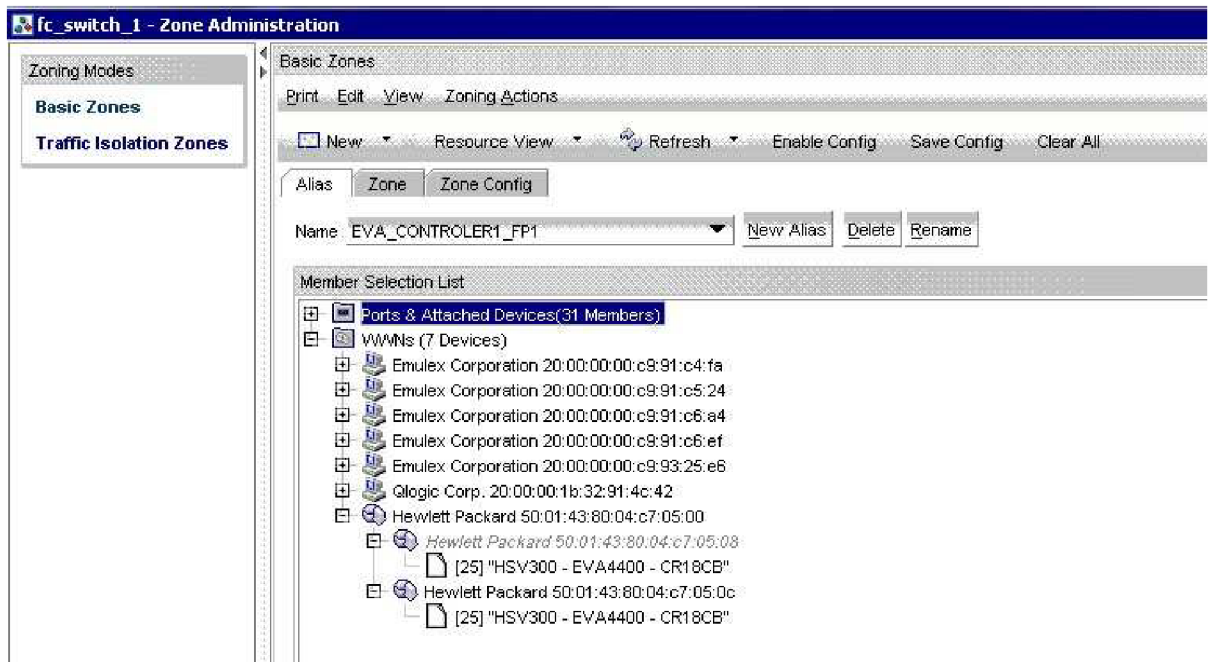 fc_switch_1 - Zone Administration
Zoning Modes
Basic Zones
Traffic Isolation Zones
Basic Zones
Print Edit View Zoning Actions
New Resource View Refresh Enable Config Save Config Clear All
Alias Zone Zone Config
Name EVA_CONTROLER1_FP1 New Alias Delete Rename
Member Selection List
Ports & Attached Devices(31 Members)
WWNs (7 Devices)
Emulex Corporation 20:00:00:00:c9:91:c4:fa
Emulex Corporation 20:00:00:00:c9:91:c5:24
Emulex Corporation 20:00:00:00:c9:91:c6:a4
Emulex Corporation 20:00:00:00:c9:91:c6:ef
Emulex Corporation 20:00:00:00:c9:93:25:e6
Qlogic Corp. 20:00:00:1b:32:91:4c:42
Hewlett Packard 50:01:43:80:04:c7:05:00
Hewlett Packard 50:01:43:80:04:c7:05:08
[25] "HSV300 - EVA4400 - CR18CB"
Hewlett Packard 50:01:43:80:04:c7:05:0c
[25] "HSV300 - EVA4400 - CR18CB"